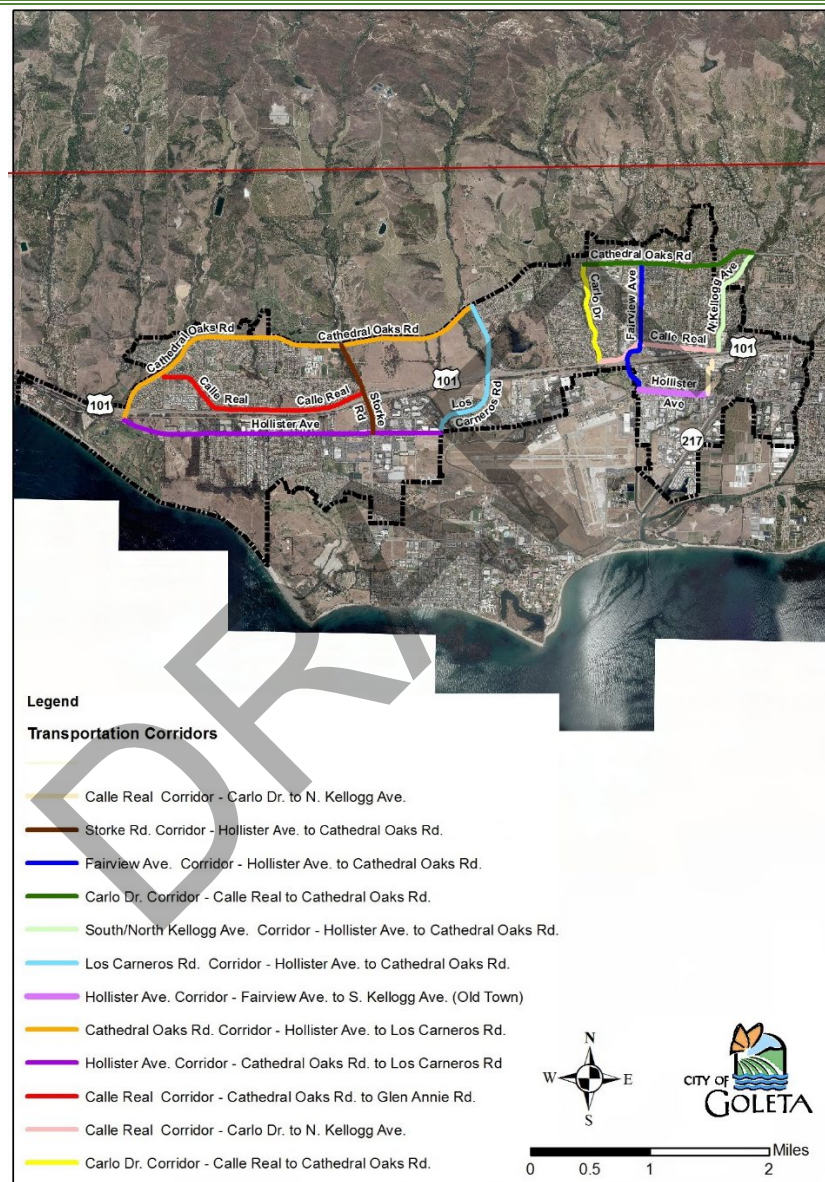 Cathedral Oaks Rd
Carlo Dr
Fairview Ave
N Kellogg Ave
Calle Real
101
Hollister
Ave
217
Cathedral Oaks Rd
Cathedral Oaks Rd
Calle Real
Calle Real
Storke
Rd
101
Los
Carneros Rd
101
Hollister Ave
DRAFT
Legend
Transportation Corridors
Calle Real Corridor - Carlo Dr. to N. Kellogg Ave.
Storke Rd. Corridor - Hollister Ave. to Cathedral Oaks Rd.
Fairview Ave. Corridor - Hollister Ave. to Cathedral Oaks Rd.
Carlo Dr. Corridor - Calle Real to Cathedral Oaks Rd.
South/North Kellogg Ave. Corridor - Hollister Ave. to Cathedral Oaks Rd.
Los Carneros Rd. Corridor - Hollister Ave. to Cathedral Oaks Rd.
Hollister Ave. Corridor - Fairview Ave. to S. Kellogg Ave. (Old Town)
Cathedral Oaks Rd. Corridor - Hollister Ave. to Los Carneros Rd.
Hollister Ave. Corridor - Cathedral Oaks Rd. to Los Carneros Rd
Calle Real Corridor - Cathedral Oaks Rd. to Glen Annie Rd.
Calle Real Corridor - Carlo Dr. to N. Kellogg Ave.
Carlo Dr. Corridor - Calle Real to Cathedral Oaks Rd.
N
W E
S
CITY OF
GOLETA
Miles
0 0.5 1 2